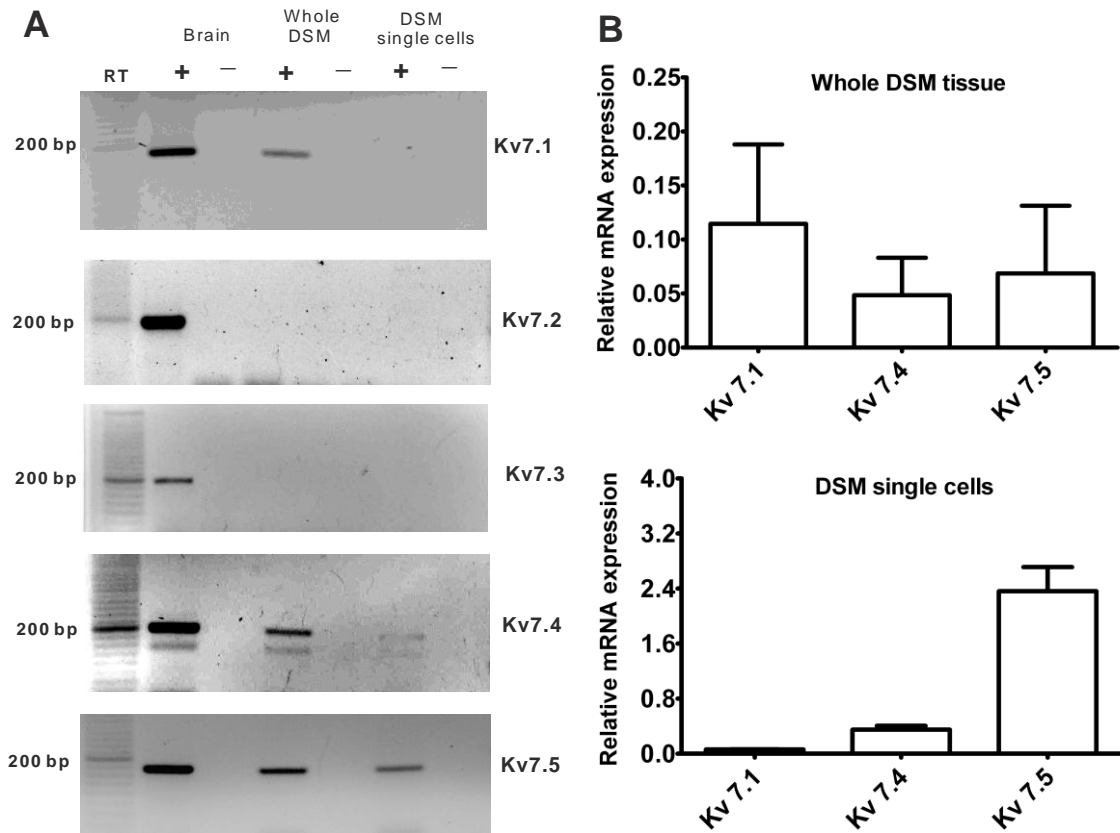 A
Brain
Whole
DSM
DSM
single cells
RT
+
—
+
—
+
—
200 bp
Kv7.1
200 bp
Kv7.2
200 bp
Kv7.3
200 bp
Kv7.4
200 bp
Kv7.5
B
Whole DSM tissue
Relative mRNA expression
0.25
0.20
0.15
0.10
0.05
0.00
Kv 7.1
Kv 7.4
Kv 7.5
DSM single cells
Relative mRNA expression
4.0
3.2
2.4
1.6
0.8
0.0
Kv 7.1
Kv 7.4
Kv 7.5